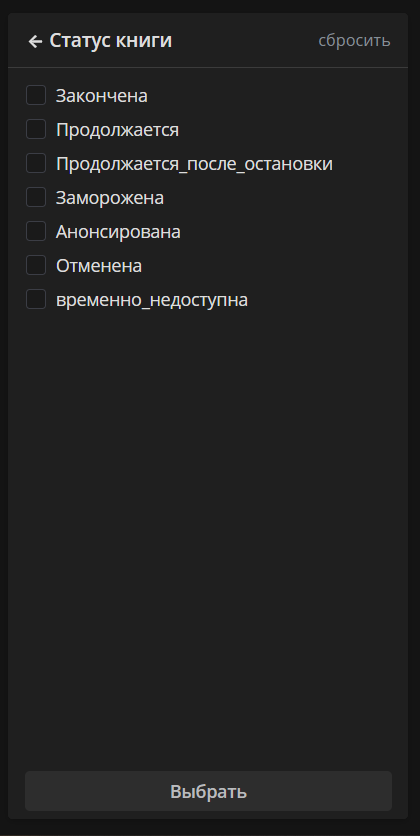 Статус книги сбросить
Закончена
Продолжается
Продолжается_после_остановки
Заморожена
Анонсирована
Отменена
временно_недоступна
Выбрать